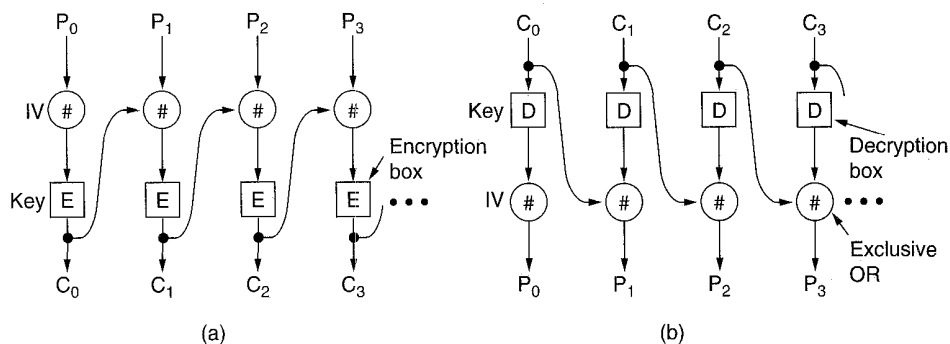 P0 P1 P2 P3
IV # # # #
Encryption
box
Key E E E E
C0 C1 C2 C3
(a)
C0 C1 C2 C3
Key D D D D
Decryption
box
IV # # # #
Exclusive
OR
P0 P1 P2 P3
(b)